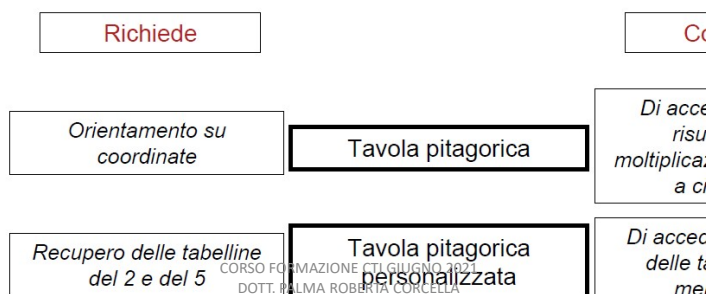 Richiede
Orientamento su
coordinate
Tavola pitagorica
Recupero delle tabelline
del 2 e del 5
Tavola pitagorica
personalizzata
delle
CORSO FORMAZIONE CTI GIUGNO 2021
DOTT. PALMA ROBERTA CORCELLA